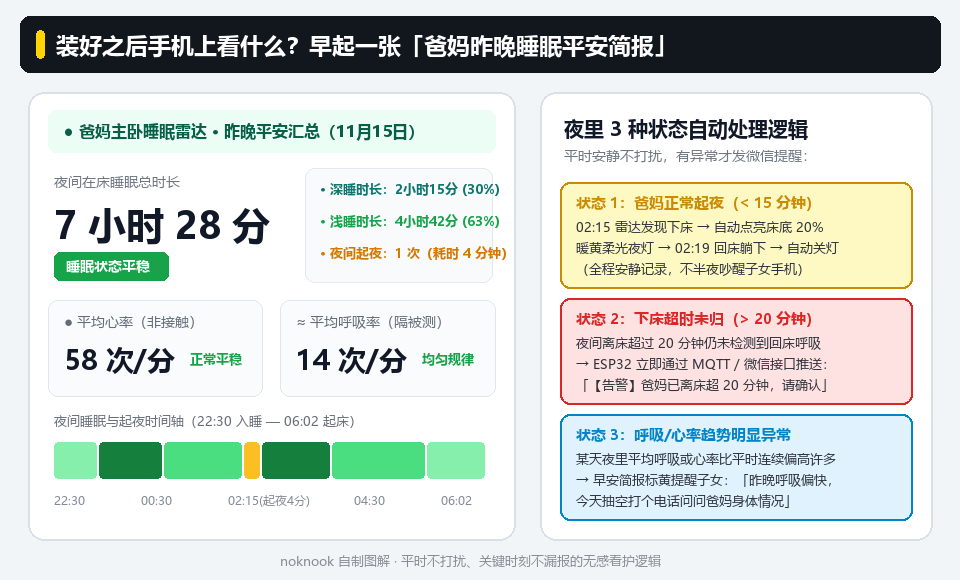 装好之后手机上看什么？早起一张「爸妈昨晚睡眠平安简报」
● 爸妈主卧睡眠雷达 · 昨晚平安汇总（11月15日）
夜间在床睡眠总时长
7 小时 28 分
睡眠状态平稳
• 深睡时长：2小时15分 (30%)
• 浅睡时长：4小时42分 (63%)
• 夜间起夜：1 次（耗时 4 分钟）
● 平均心率（非接触）
58 次/分 正常平稳
≈ 平均呼吸率（隔被测）
14 次/分 均匀规律
夜间睡眠与起夜时间轴（22:30 入睡 — 06:02 起床）
22:30 00:30 02:15(起夜4分) 04:30 06:02
夜里 3 种状态自动处理逻辑
平时安静不打扰，有异常才发微信提醒：
状态 1：爸妈正常起夜（< 15 分钟）
02:15 雷达发现下床 → 自动点亮床底 20%
暖黄柔光夜灯 → 02:19 回床躺下 → 自动关灯
（全程安静记录，不半夜吵醒子女手机）
状态 2：下床超时未归（> 20 分钟）
夜间离床超过 20 分钟仍未检测到回床呼吸
→ ESP32 立即通过 MQTT / 微信接口推送：
「【告警】爸妈已离床超 20 分钟，请确认」
状态 3：呼吸/心率趋势明显异常
某天夜里平均呼吸或心率比平时连续偏高许多
→ 早安简报标黄提醒子女：「昨晚呼吸偏快，
今天抽空打个电话问问爸妈身体情况」
noknook 自制图解 · 平时不打扰、关键时刻不漏报的无感看护逻辑